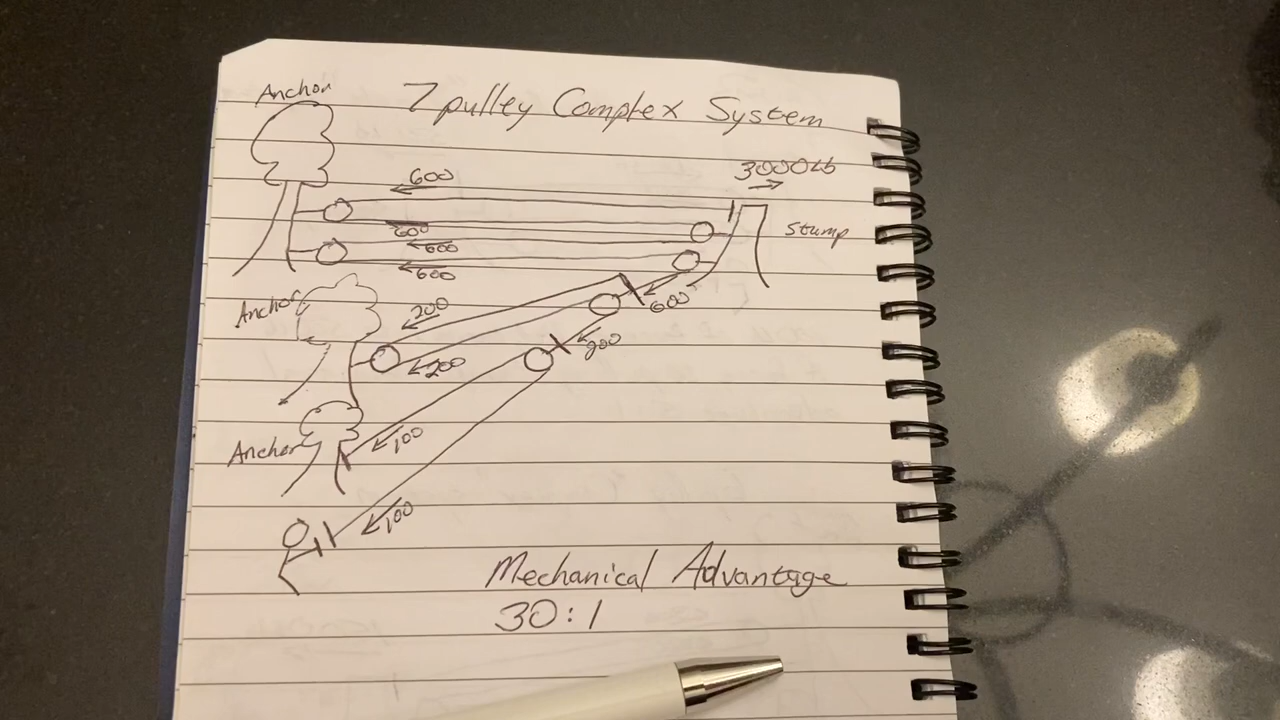 7 pulley Complex System
Anchor
3000Lb
600
Stump
600
600
600
600
Anchor
200
200
200
Anchor
100
100
Mechanical Advantage
30:1